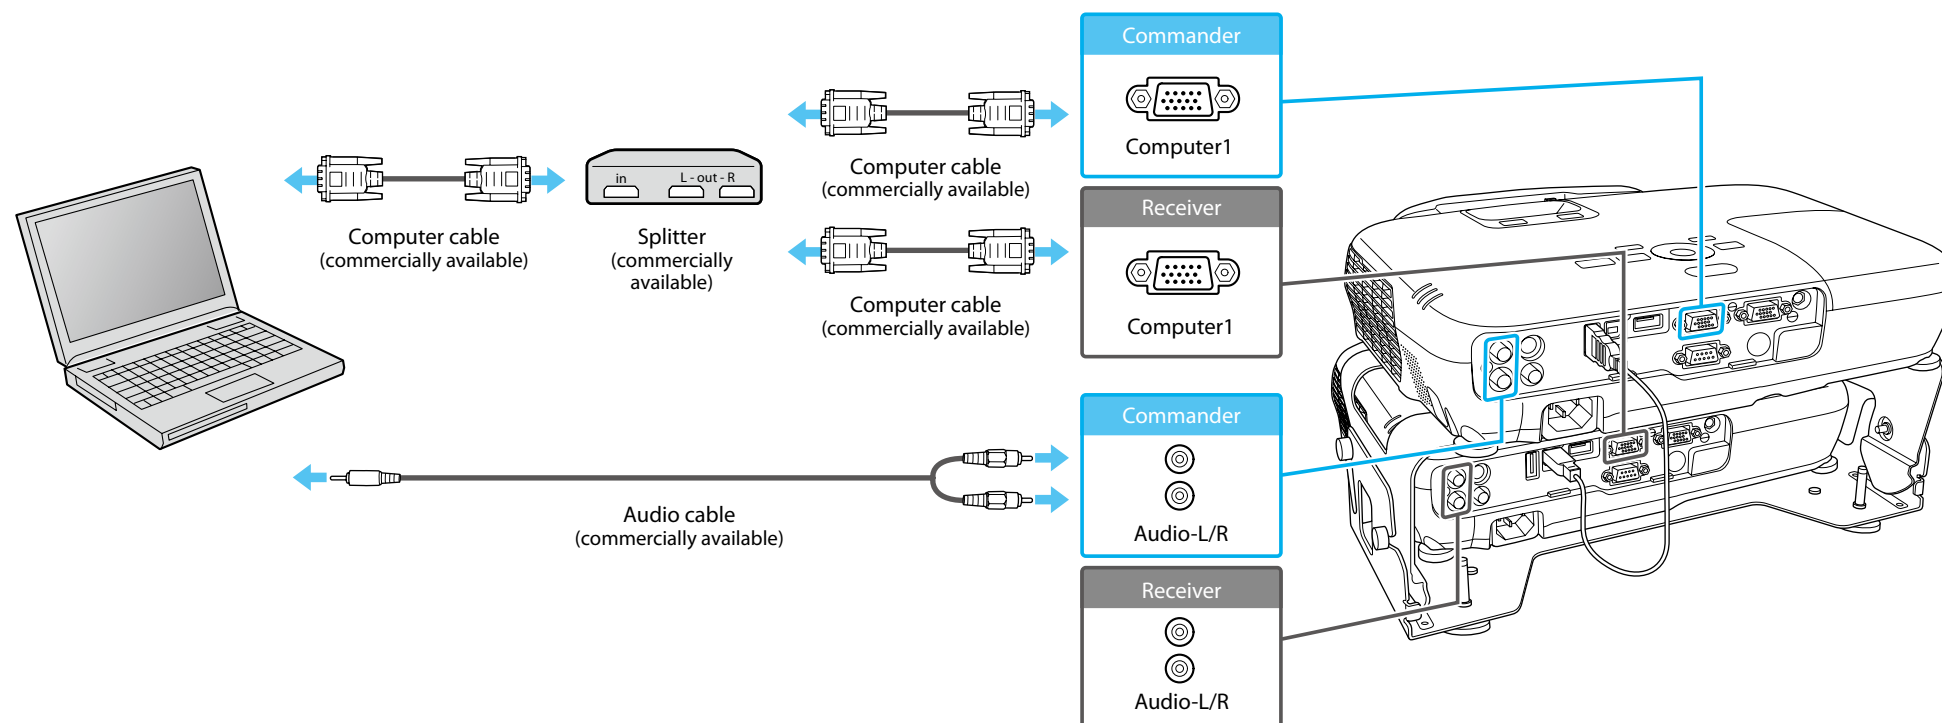 Commander
Computer1
Computer cable
(commercially available)
in
L - out - R
Receiver
Computer1
Computer cable
(commercially available)
Splitter
(commercially
available)
Computer cable
(commercially available)
Commander
Audio-L/R
Audio cable
(commercially available)
Receiver
Audio-L/R